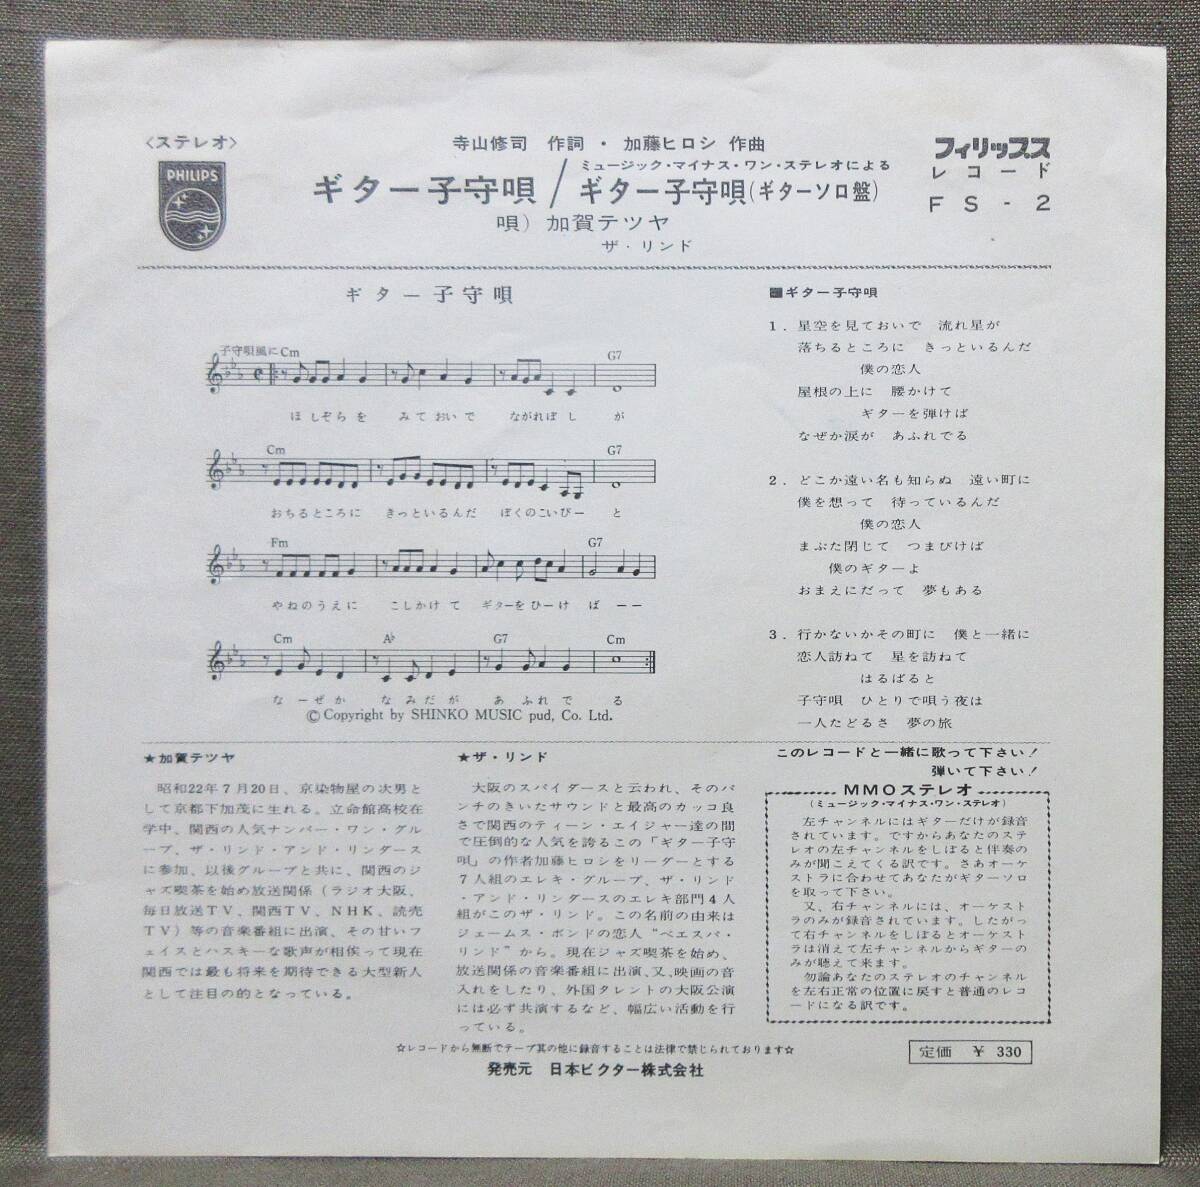 〈ステレオ〉
PHILIPS
寺山修司 作詞・加藤ヒロシ 作曲
ミュージック・マイナス・ワン・ステレオによる
ギター子守唄/ギター子守唄(ギターソロ盤)
唄)加賀テツヤ
ザ・リンド
フィリップス
レコード
FS-2
ギター子守唄
子守唄風に Cm G7
ほしぞらを みておいで ながれぼし が
Cm G7
おちるところに きっといるんだ ぼくのこいびー と
Fm G7
やねのうえに こしかけて ギターをひーけ ばーー
Cm A♭ G7 Cm
なーぜか なみだが あふれで る
©Copyright by SHINKO MUSIC pud, Co. Ltd.
ギター子守唄
1. 星空を見ておいで 流れ星が
落ちるところに きっといるんだ
僕の恋人
屋根の上に 腰かけて
ギターを弾けば
なぜか涙が あふれでる
2. どこか遠い名も知らぬ 遠い町に
僕を想って 待っているんだ
僕の恋人
まぶた閉じて つまびけば
僕のギターよ
おまえにだって 夢もある
3. 行かないかその町に 僕と一緒に
恋人訪ねて 星を訪ねて
はるばると
子守唄 ひとりで唄う夜は
一人たどるさ 夢の旅
★加賀テツヤ
昭和22年7月20日、京染物屋の次男と
して京都下加茂に生れる。立命館高校在
学中、関西の人気ナンバー・ワン・グル
ープ、ザ・リンド・アンド・リンダース
に参加、以後グループと共に、関西のジ
ャズ喫茶を始め放送関係(ラジオ大阪、
毎日放送TV、関西TV、NHK、読売
TV)等の音楽番組に出演、その甘いフ
ェイスとハスキーな歌声が相俟って現在
関西では最も将来を期待できる大型新人
として注目の的となっている。
★ザ・リンド
大阪のスパイダースと云われ、そのパ
ンチのきいたサウンドと最高のカッコ良
さで関西のティーン・エイジャー達の間
で圧倒的な人気を誇るこの「ギター子守
唄」の作者加藤ヒロシをリーダーとする
7人組のエレキ・グループ、ザ・リンド
・アンド・リンダースのエレキ部門4人
組がこのザ・リンド。この名前の由来は
ジェームス・ボンドの恋人“ベエスパ・
リンド”から。現在ジャズ喫茶を始め、
放送関係の音楽番組に出演、又、映画の音
入れをしたり、外国タレントの大阪公演
には必ず共演するなど、幅広い活動を行
っている。
このレコードと一緒に歌って下さい!
弾いて下さい!
MMOステレオ
(ミュージック・マイナス・ワン・ステレオ)
左チャンネルにはギターだけが録音
されています。ですからあなたのステ
レオの左チャンネルをしぼると伴奏の
みが聞こえてくる訳です。さあオーケ
ストラに合わせてあなたがギターソロ
を取って下さい。
又、右チャンネルには、オーケスト
ラのみが録音されています。したがっ
て右チャンネルをしぼるとオーケスト
ラは消えて左チャンネルからギターの
みが聴えて来ます。
勿論あなたのステレオのチャンネル
を左右正常の位置に戻すと普通のレコ
ードになる訳です。
☆レコードから無断でテープ其の他に録音することは法律で禁じられております☆
発売元 日本ビクター株式会社
定価 ¥ 330